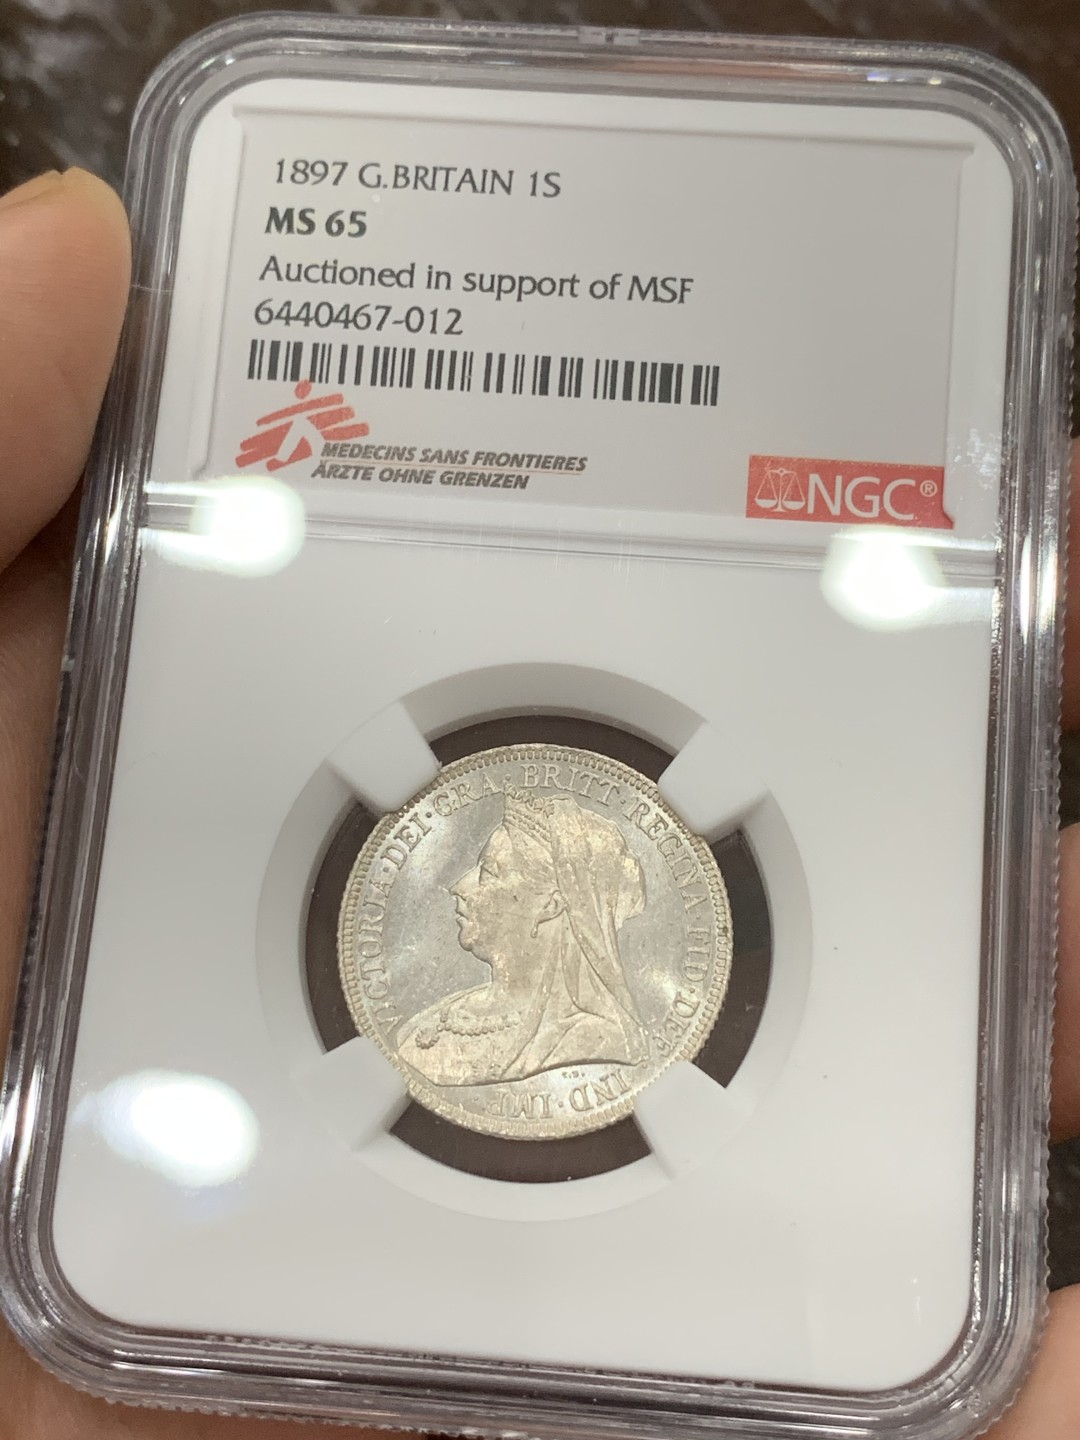 1897 G.BRITAIN 1S
MS 65
Auctioned in support of MSF
6440467-012
MEDECINS SANS FRONTIERES
ÄRZTE OHNE GRENZEN
NGC®
VICTORIA·DEI·GRA·BRITT·REGINA·FID·DEF·IND·IMP·
T.B.